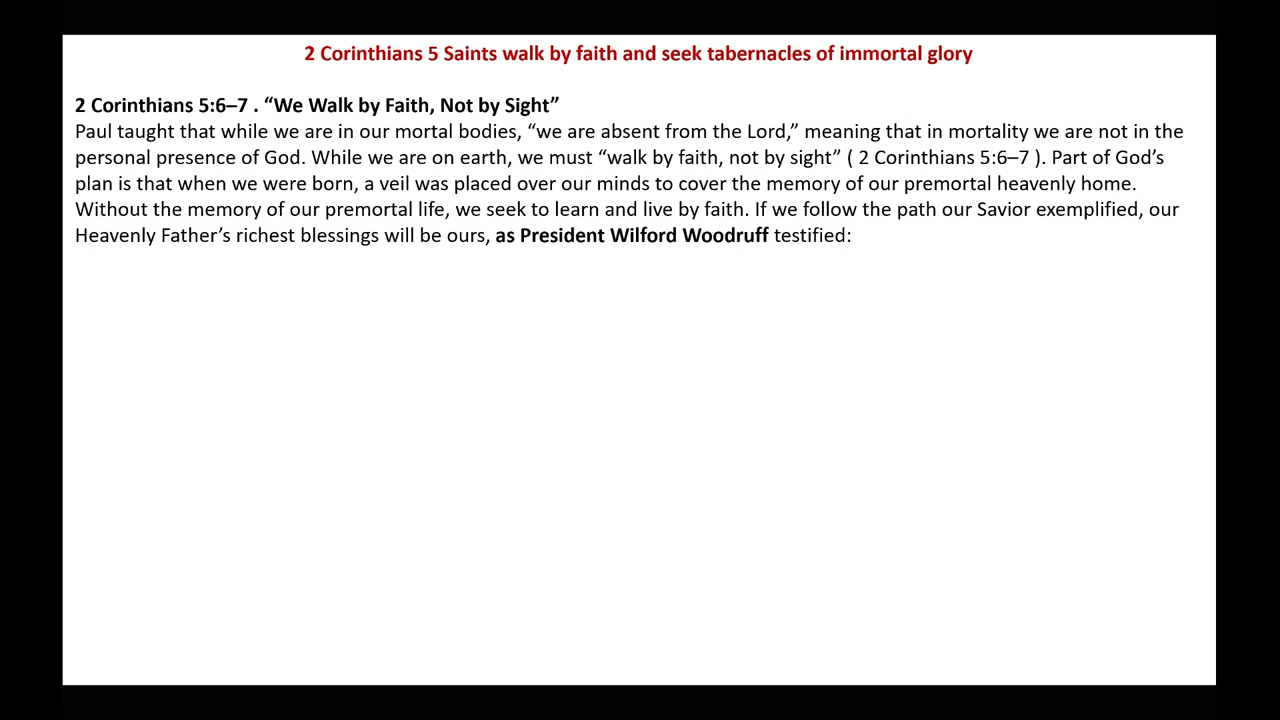 2 Corinthians 5 Saints walk by faith and seek tabernacles of immortal glory
2 Corinthians 5:6–7 . “We Walk by Faith, Not by Sight”
Paul taught that while we are in our mortal bodies, “we are absent from the Lord,” meaning that in mortality we are not in the
personal presence of God. While we are on earth, we must “walk by faith, not by sight” ( 2 Corinthians 5:6–7 ). Part of God’s
plan is that when we were born, a veil was placed over our minds to cover the memory of our premortal heavenly home.
Without the memory of our premortal life, we seek to learn and live by faith. If we follow the path our Savior exemplified, our
Heavenly Father’s richest blessings will be ours, as President Wilford Woodruff testified: